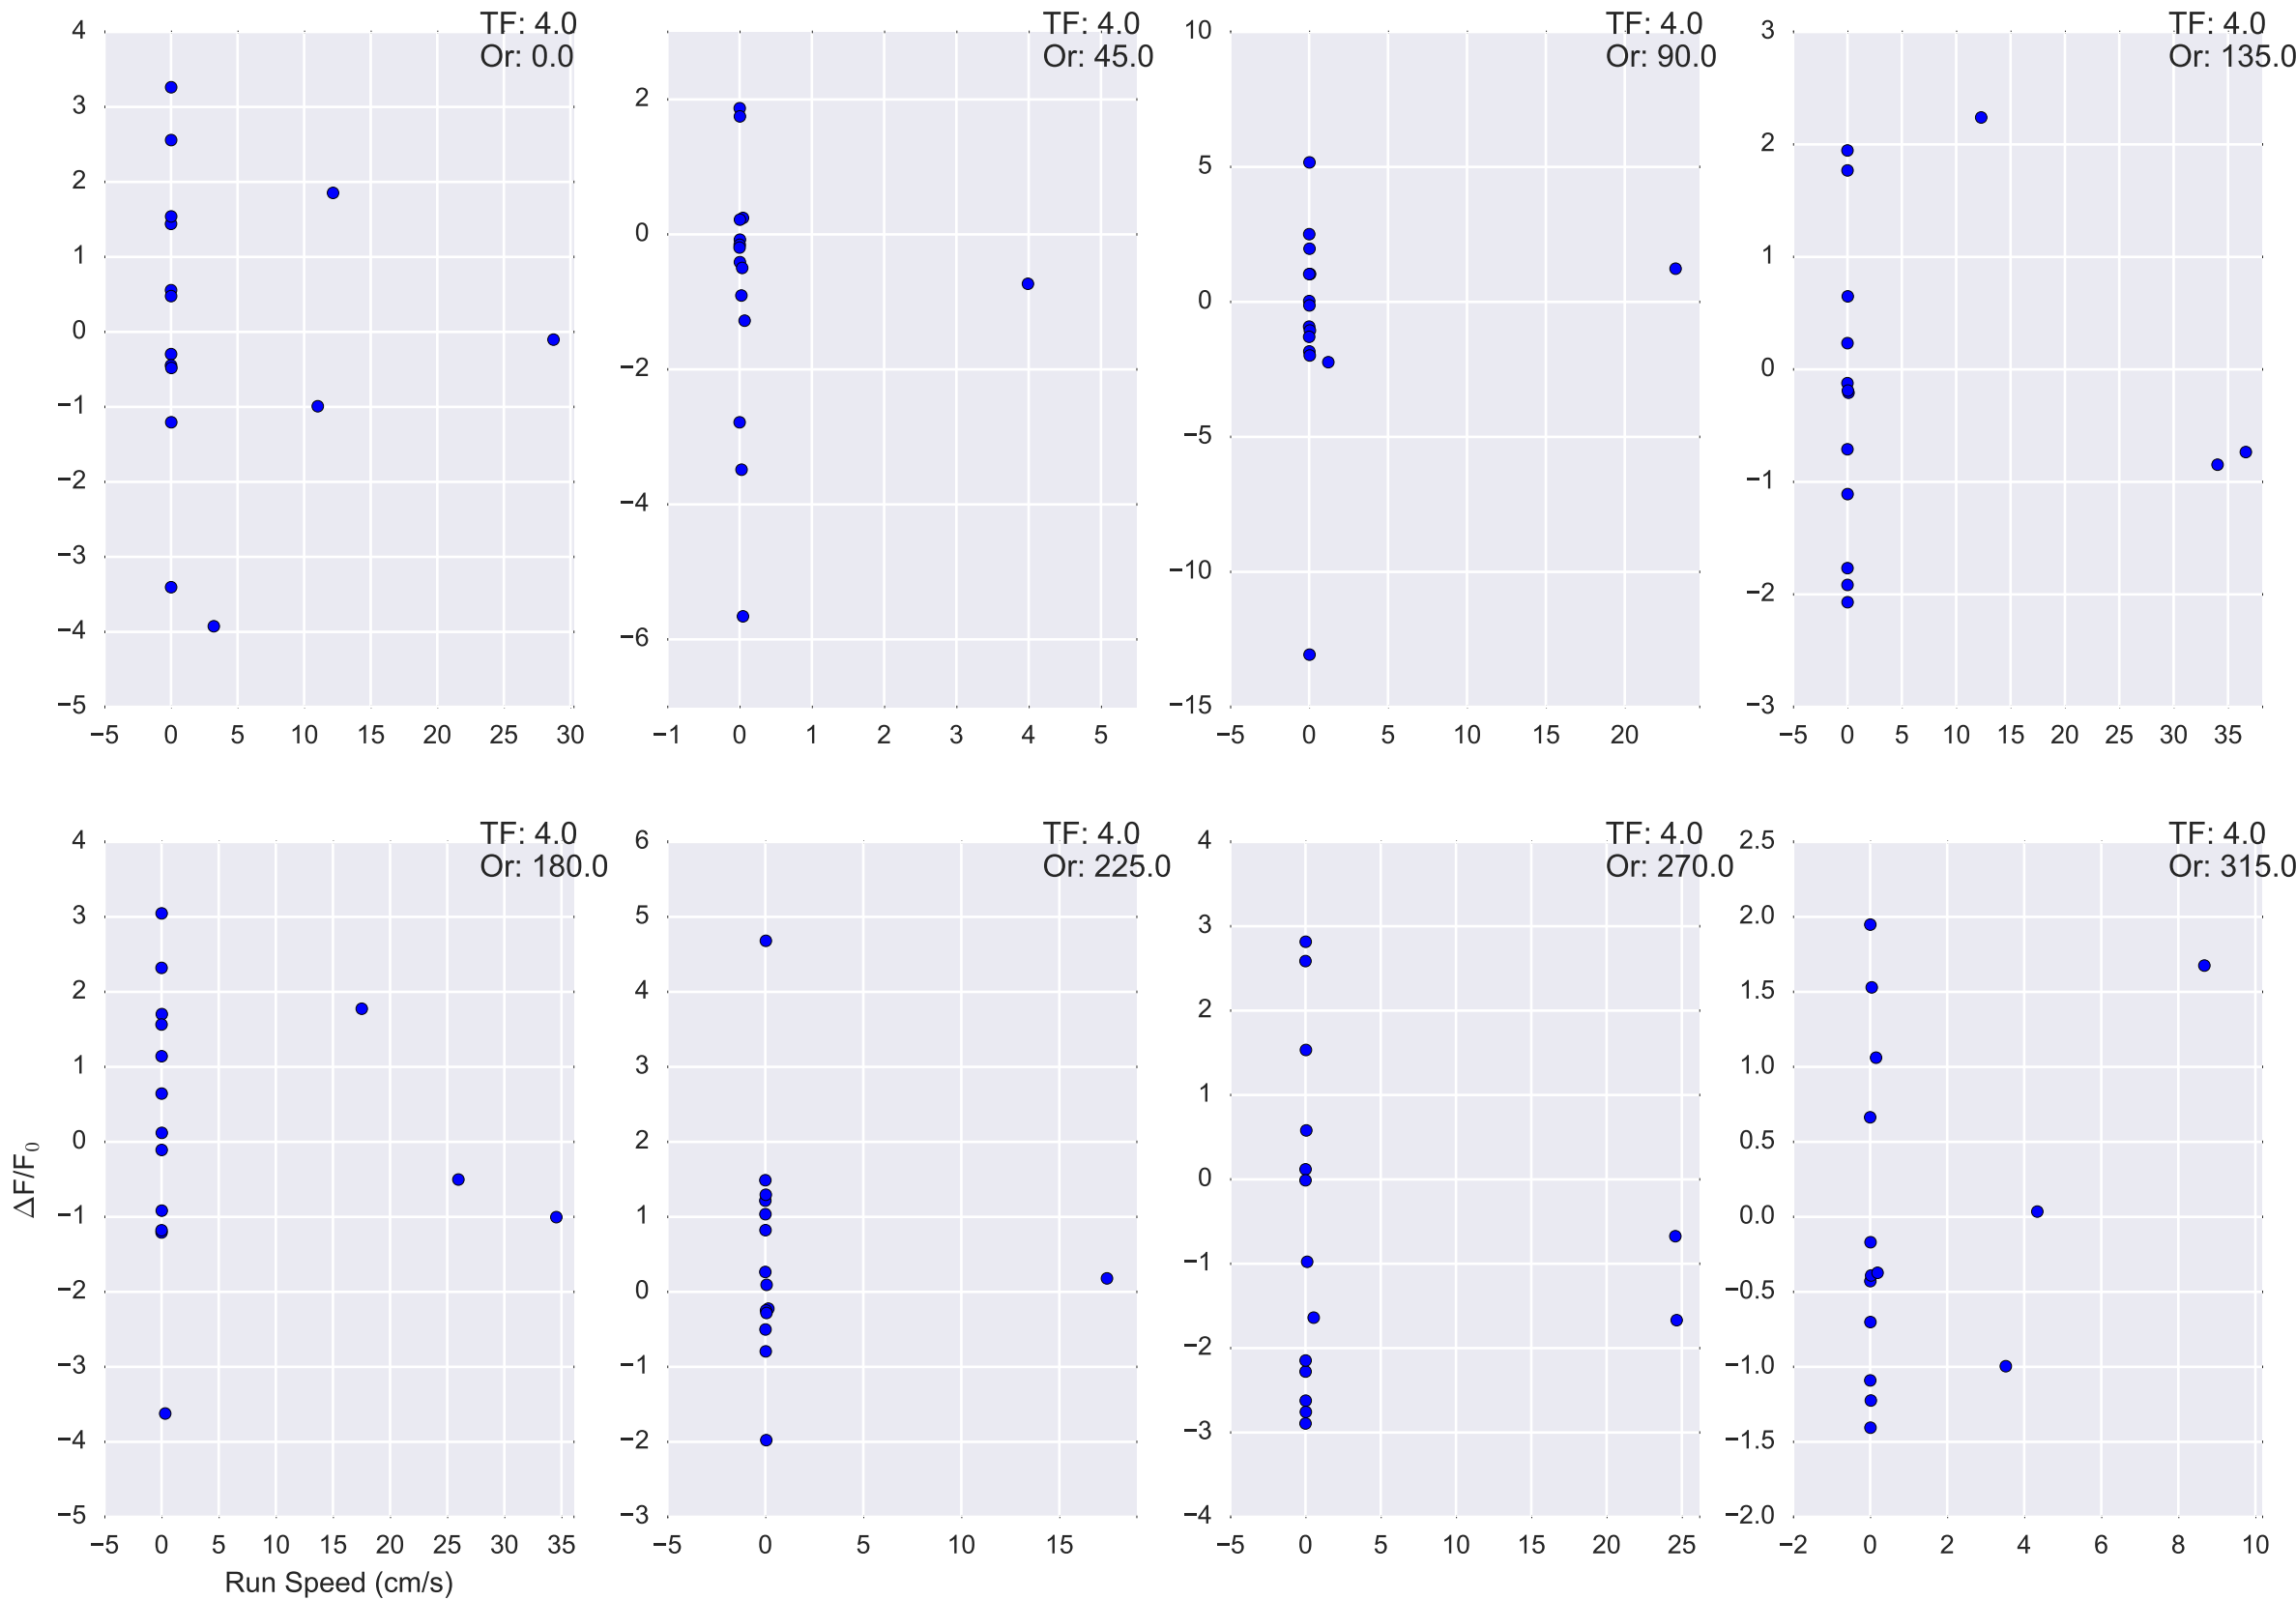 TF: 4.0
Or: 0.0
4
3
2
1
0
−1
−2
−3
−4
−5
−5 0 5 10 15 20 25 30
TF: 4.0
Or: 45.0
2
0
−2
−4
−6
−1 0 1 2 3 4 5
TF: 4.0
Or: 90.0
10
5
0
−5
−10
−15
−5 0 5 10 15 20
TF: 4.0
Or: 135.0
3
2
1
0
−1
−2
−3
−5 0 5 10 15 20 25 30 35
TF: 4.0
Or: 180.0
4
3
2
1
0
−1
−2
−3
−4
−5
−5 0 5 10 15 20 25 30 35
ΔF/F₀
Run Speed (cm/s)
TF: 4.0
Or: 225.0
6
5
4
3
2
1
0
−1
−2
−3
−5 0 5 10 15
TF: 4.0
Or: 270.0
4
3
2
1
0
−1
−2
−3
−4
−5 0 5 10 15 20 25
TF: 4.0
Or: 315.0
2.5
2.0
1.5
1.0
0.5
0.0
−0.5
−1.0
−1.5
−2.0
−2 0 2 4 6 8 10